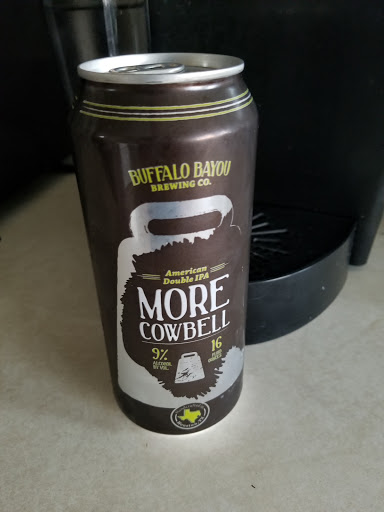 BUFFALO BAYOU
BREWING CO.
American
Double IPA
MORE
COWBELL
9%
ALCOHOL
BY VOL.
16